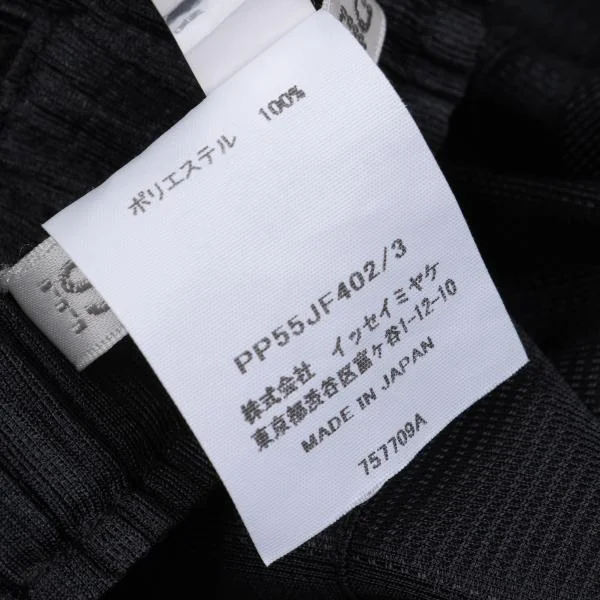 ポリエステル 100%
PP55JF402/3
株式会社 イッセイミヤケ
東京都渋谷区富ケ谷1-12-10
MADE IN JAPAN
757709A